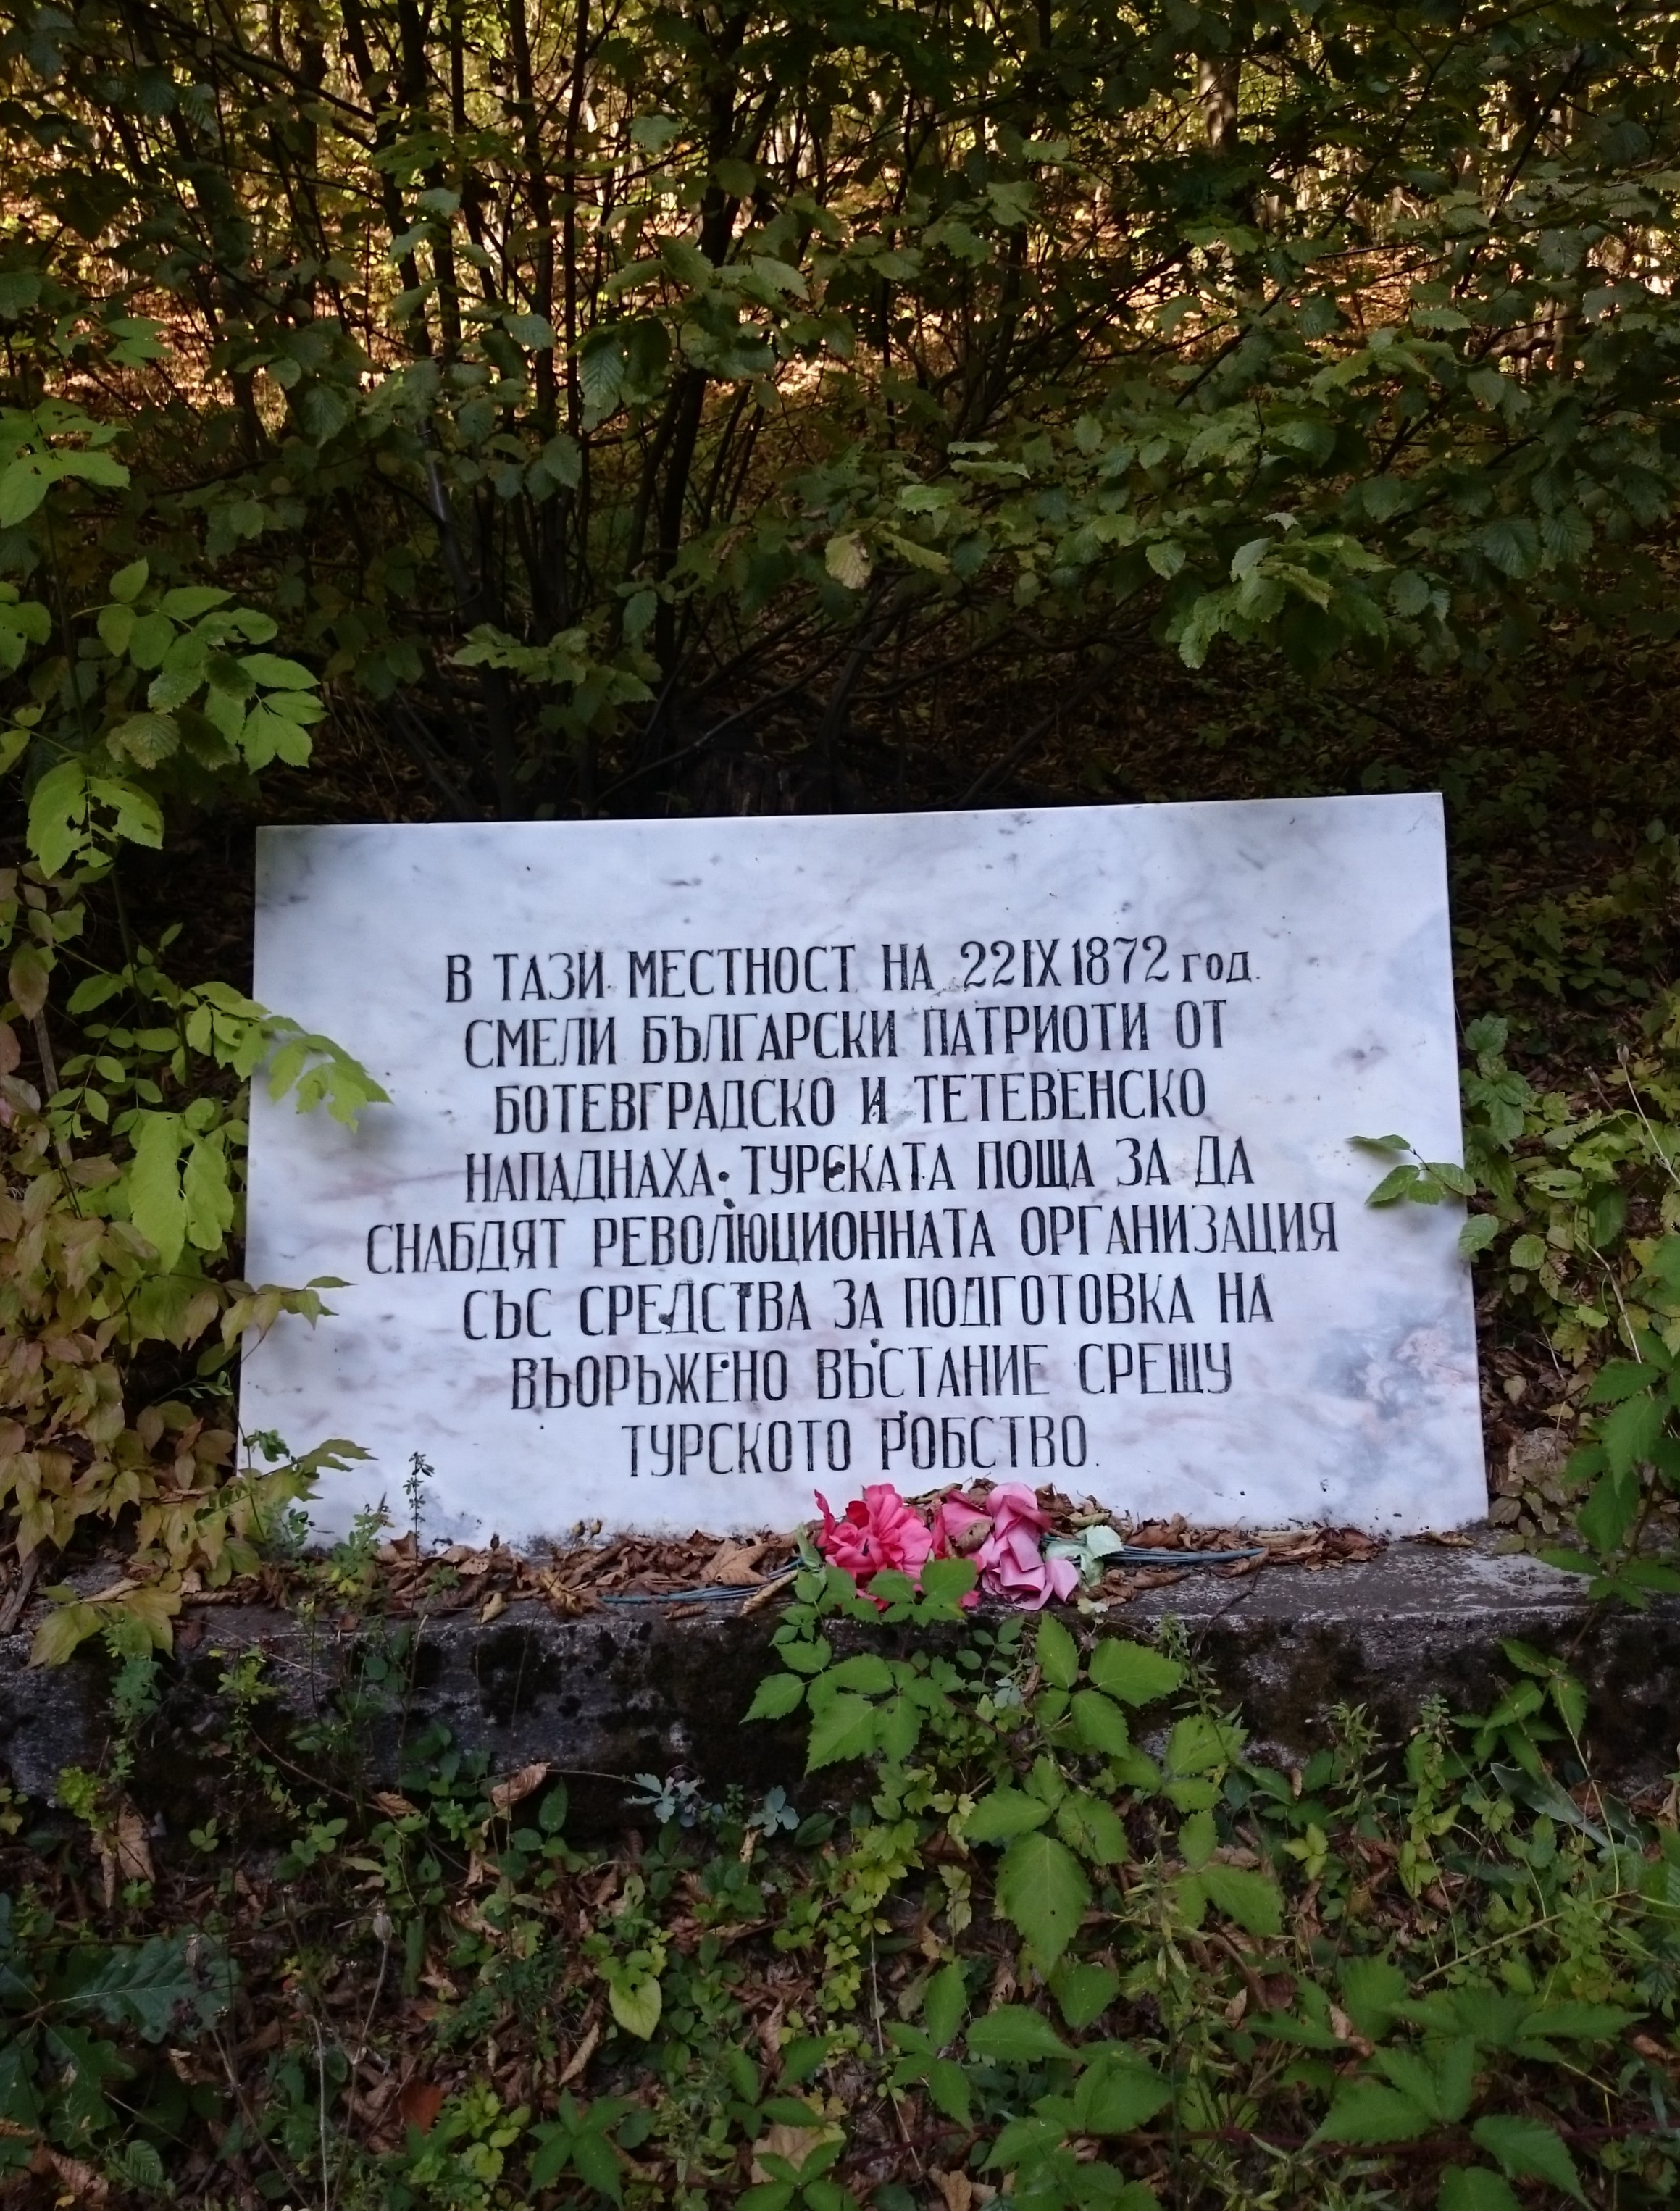 В ТАЗИ МЕСТНОСТ НА 22 IX 1872 год.
СМЕЛИ БЪЛГАРСКИ ПАТРИОТИ ОТ
БОТЕВГРАДСКО И ТЕТЕВЕНСКО
НАПАДНАХА ТУРСКАТА ПОЩА ЗА ДА
СНАБДЯТ РЕВОЛЮЦИОННАТА ОРГАНИЗАЦИЯ
СЪС СРЕДСТВА ЗА ПОДГОТОВКА НА
ВЪОРЪЖЕНО ВЪСТАНИЕ СРЕЩУ
ТУРСКОТО РОБСТВО.